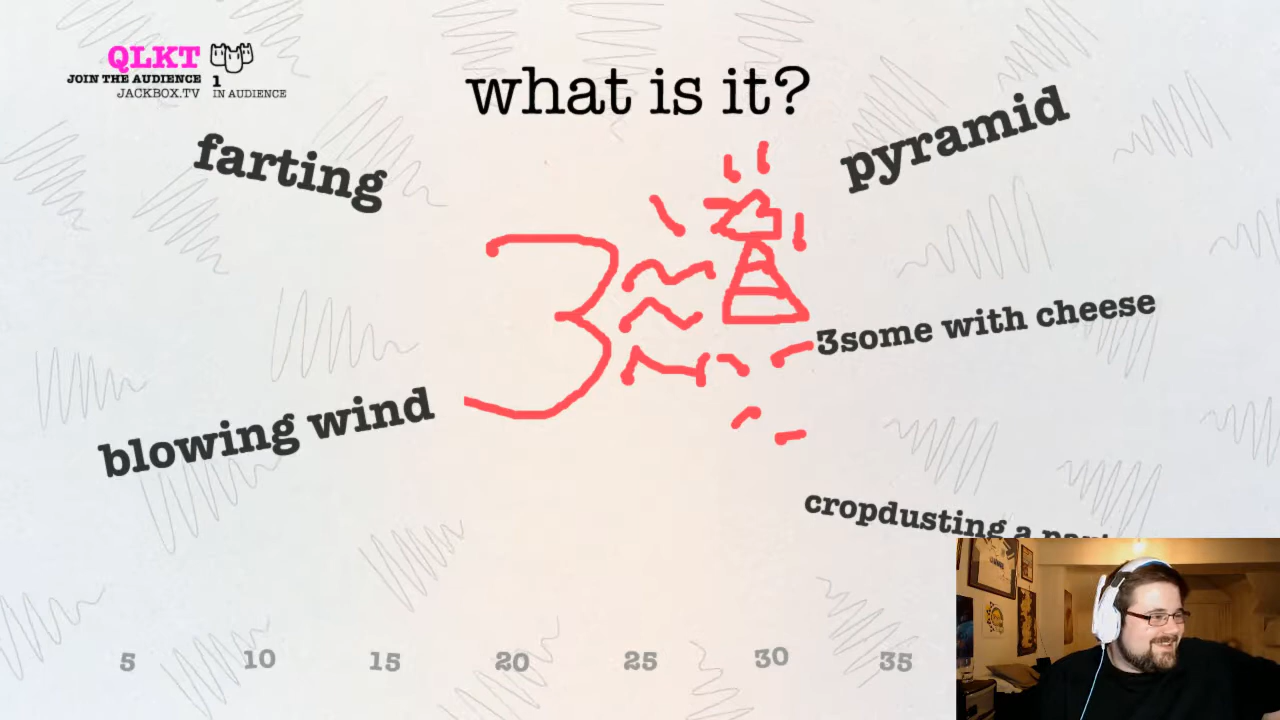 QLKT
JOIN THE AUDIENCE
JACKBOX.TV
1
IN AUDIENCE
what is it?
farting
pyramid
3
3some with cheese
blowing wind
cropdusting a
5 10 15 20 25 30 35